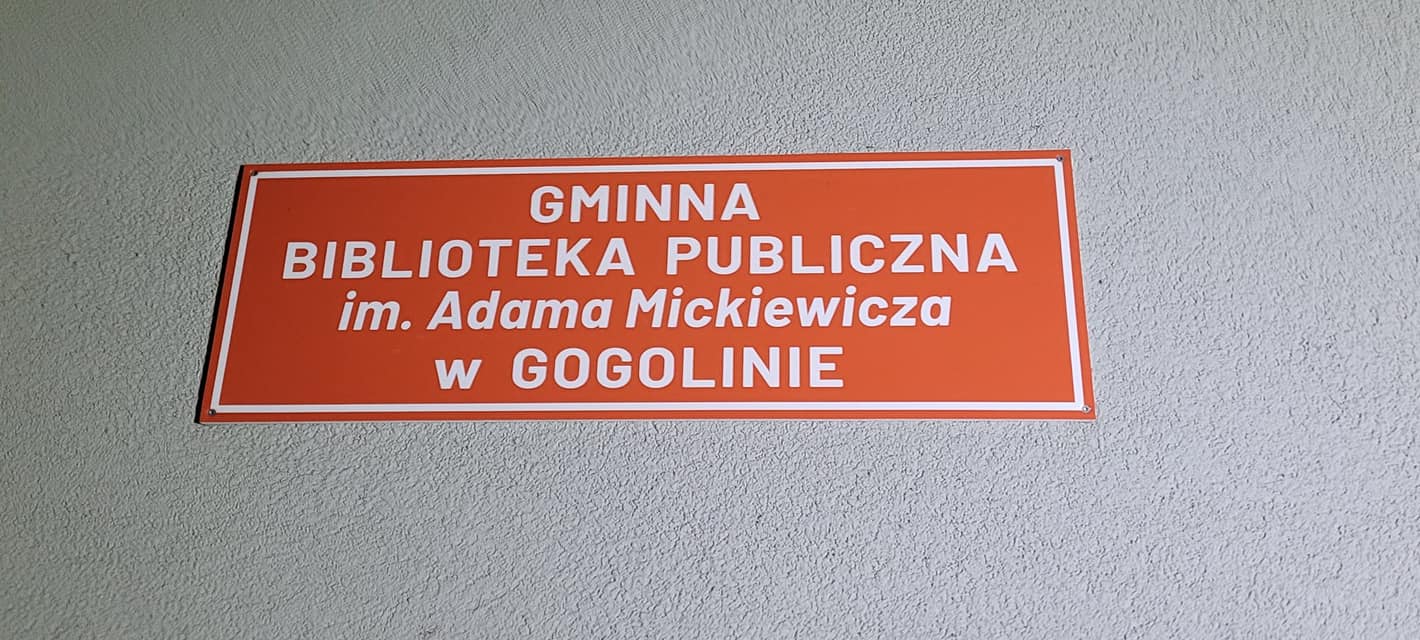 GMINNA
BIBLIOTEKA PUBLICZNA
im. Adama Mickiewicza
w GOGOLINIE